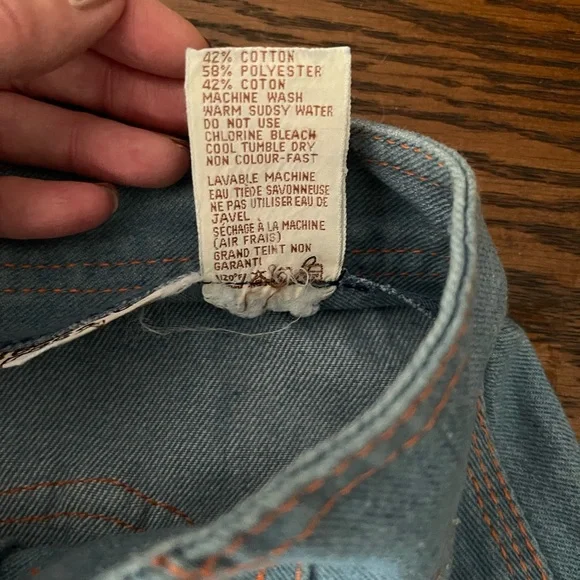 42% COTTON
58% POLYESTER
42% COTON
MACHINE WASH
WARM SUDSY WATER
DO NOT USE
CHLORINE BLEACH
COOL TUMBLE DRY
NON COLOUR-FAST
LAVABLE MACHINE
EAU TIÈDE SAVONNEUSE
NE PAS UTILISER EAU DE
JAVEL
SÉCHAGE À LA MACHINE
(AIR FRAIS)
GRAND TEINT NON
GARANTI